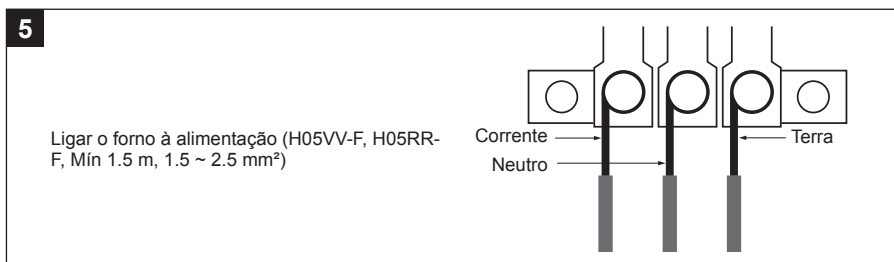 5
Ligar o forno à alimentação (H05VV-F, H05RR-
F, Mín 1.5 m, 1.5 ~ 2.5 mm²)
Corrente
Neutro
Terra